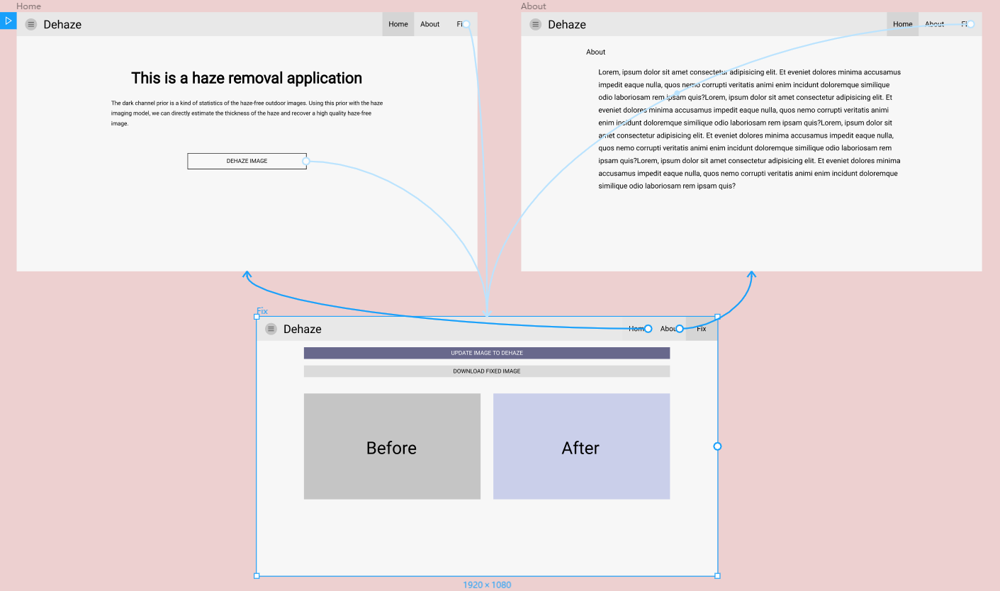 Home
About
Dehaze
Home
About
Dehaze
Home
About
About
This is a haze removal application
The dark channel prior is a kind of statistics of the haze-free outdoor images. Using this prior with the haze
imaging model, we can directly estimate the thickness of the haze and recover a high quality haze-free
image.
DEHAZE IMAGE
Lorem, ipsum dolor sit amet consectetur adipisicing elit. Et eveniet dolores minima accusamus
impedit eaque nulla, quos nemo corrupti veritatis animi enim incidunt doloremque similique
odio laboriosam rem ipsam quis?Lorem, ipsum dolor sit amet consectetur adipisicing elit. Et
eveniet dolores minima accusamus impedit eaque nulla, quos nemo corrupti veritatis animi
enim incidunt doloremque similique odio laboriosam rem ipsam quis?Lorem, ipsum dolor sit
amet consectetur adipisicing elit. Et eveniet dolores minima accusamus impedit eaque nulla,
quos nemo corrupti veritatis animi enim incidunt doloremque similique odio laboriosam rem
ipsam quis?Lorem, ipsum dolor sit amet consectetur adipisicing elit. Et eveniet dolores minima
accusamus impedit eaque nulla, quos nemo corrupti veritatis animi enim incidunt doloremque
similique odio laboriosam rem ipsam quis?
Fix
Dehaze
Home
About
Fix
UPDATE IMAGE TO DEHAZE
DOWNLOAD FIXED IMAGE
Before
After
1920 × 1080